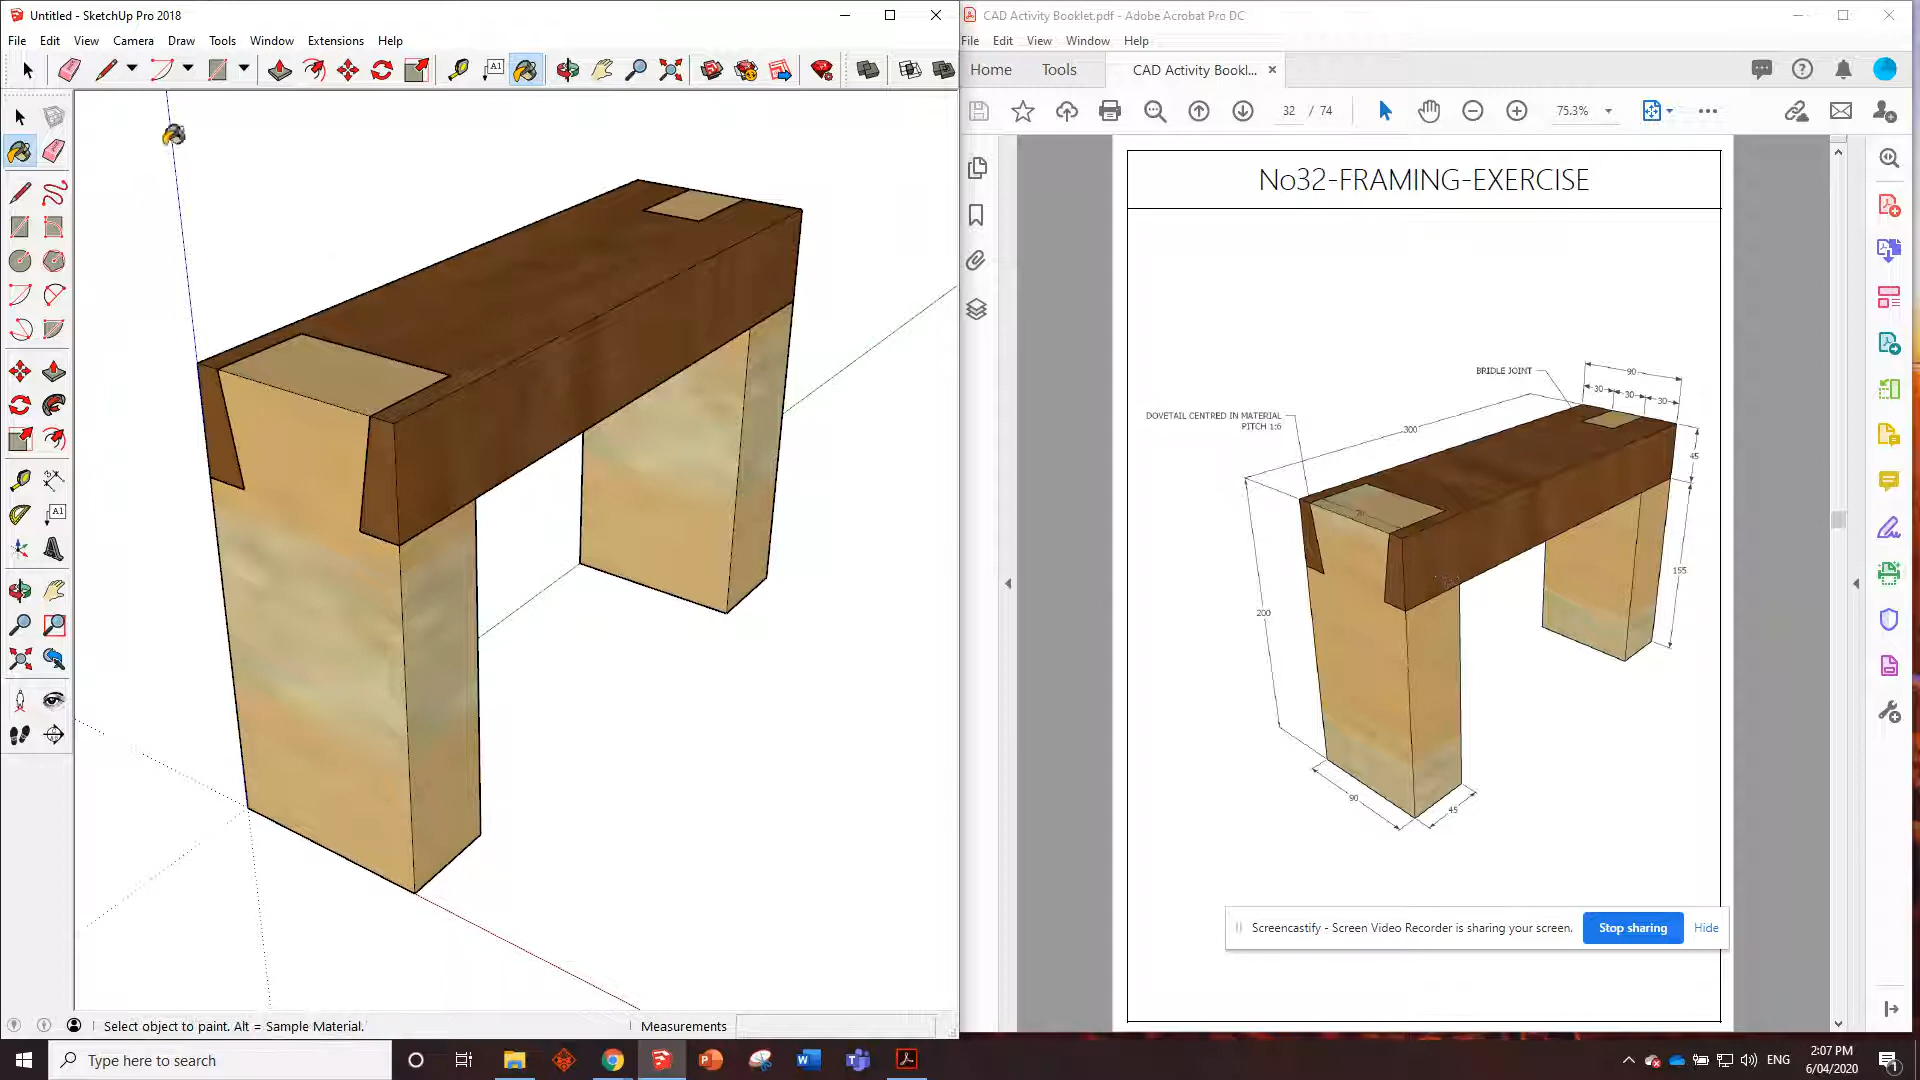 Untitled - SketchUp Pro 2018
File Edit View Camera Draw Tools Window Extensions Help
A1
A1
Select object to paint. Alt = Sample Material.
Measurements
CAD Activity Booklet.pdf - Adobe Acrobat Pro DC
File Edit View Window Help
Home Tools CAD Activity Bookl...
32 / 74
75.3%
No32-FRAMING-EXERCISE
BRIDLE JOINT
90
30 30 30
DOVETAIL CENTRED IN MATERIAL
PITCH 1:6
300
45
155
200
90
45
Screencastify - Screen Video Recorder is sharing your screen. Stop sharing Hide
Type here to search
ENG
2:07 PM
6/04/2020
1